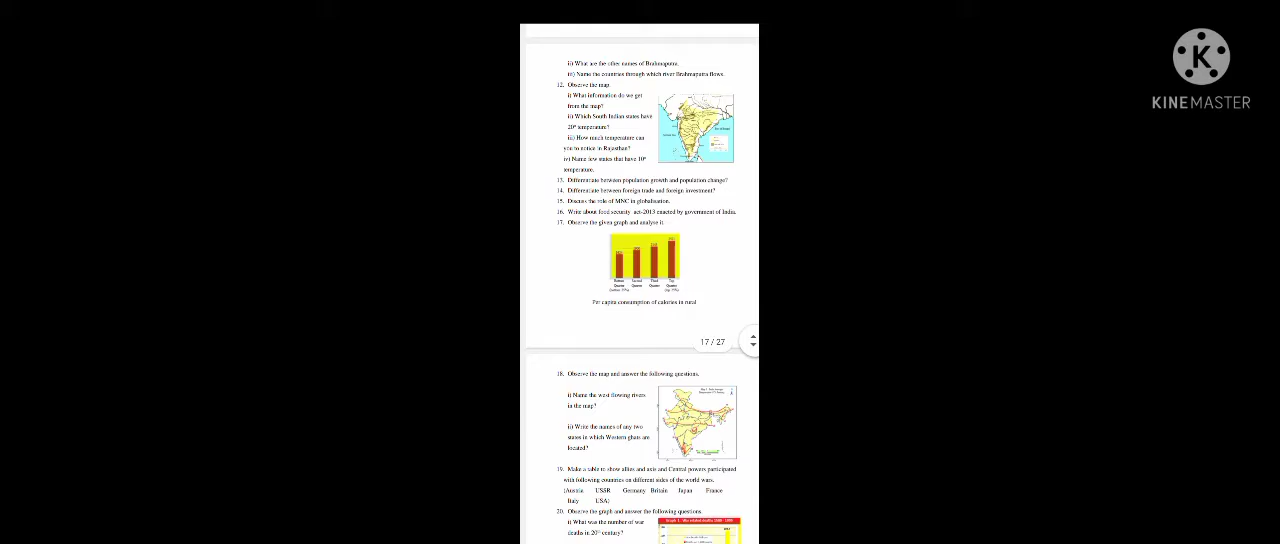 K
KINEMASTER
ii) What are the other names of Brahmaputra.
iii) Name the countries through which river Brahmaputra flows.
12. Observe the map.
i) What information do we get
from the map?
ii) Which South Indian states have
20° temperature?
iii) How much temperature can
you to notice in Rajasthan?
iv) Name few states that have 10°
temperature.
13. Differentiate between population growth and population change?
14. Differentiate between foreign trade and foreign investment?
15. Discuss the role of MNC in globalisation.
16. Write about food security act-2013 enacted by government of India.
17. Observe the given graph and analyse it.
Bottom Second Third Top
Quarter Quarter Quarter Quarter
Per capita consumption of calories in rural
17 / 27
18. Observe the map and answer the following questions.
i) Name the west flowing rivers
in the map?
ii) Write the names of any two
states in which Western ghats are
focated?
19. Make a table to show allies and axis and Central powers participated
with following countries on different sides of the world wars.
(Austria USSR Germany Britain Japan France
Italy USA)
20. Observe the graph and answer the following questions
i) What was the number of war
deaths in 20th century?